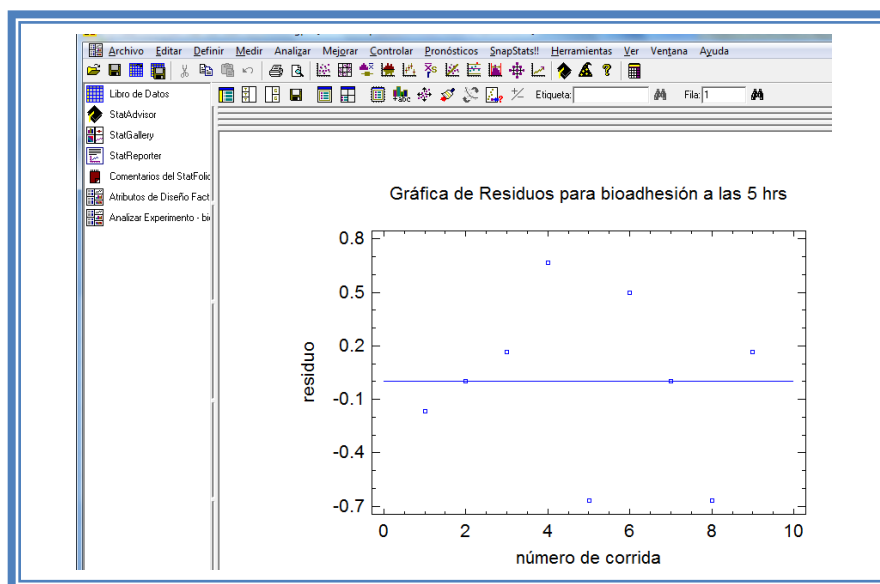 Archivo Editar Definir Medir Analizar Mejorar Controlar Pronósticos SnapStats!! Herramientas Ver Ventana Ayuda
Libro de Datos
Etiqueta: Fila: 1
StatAdvisor
StatGallery
StatReporter
Comentarios del StatFolio
Atributos de Diseño Fact
Analizar Experimento - bi
Gráfica de Residuos para bioadhesión a las 5 hrs
0.8
0.5
0.2
-0.1
-0.4
-0.7
residuo
0 2 4 6 8 10
número de corrida